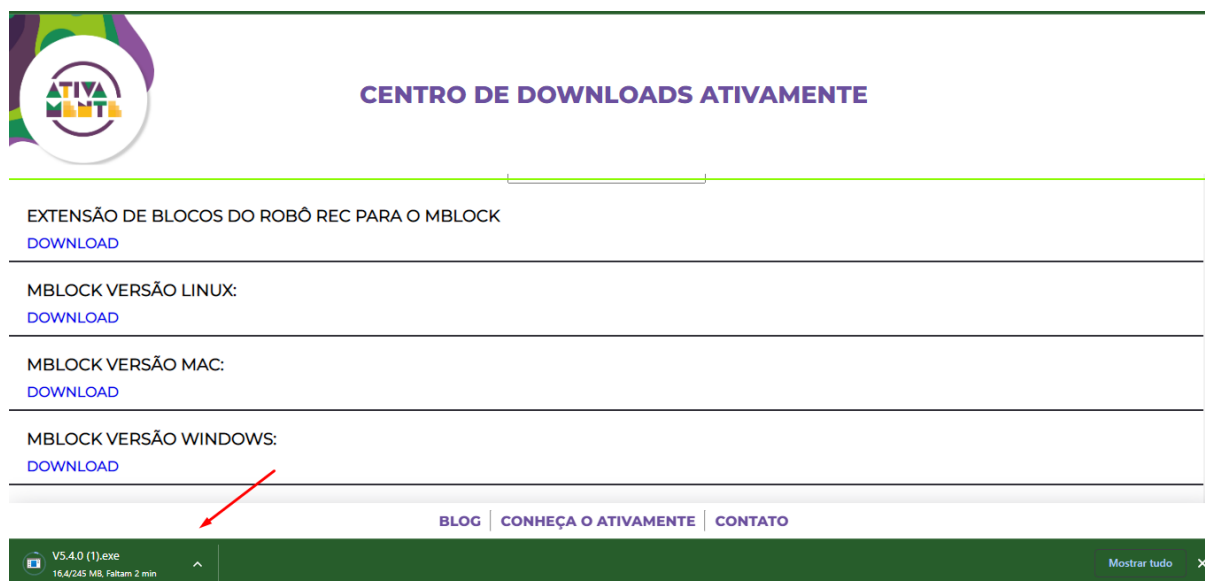 ATIVA
MENTE
CENTRO DE DOWNLOADS ATIVAMENTE
EXTENSÃO DE BLOCOS DO ROBÔ REC PARA O MBLOCK
DOWNLOAD
MBLOCK VERSÃO LINUX:
DOWNLOAD
MBLOCK VERSÃO MAC:
DOWNLOAD
MBLOCK VERSÃO WINDOWS:
DOWNLOAD
BLOG | CONHEÇA O ATIVAMENTE | CONTATO
V5.4.0 (1).exe
16,4/245 MB, Faltam 2 min
Mostrar tudo